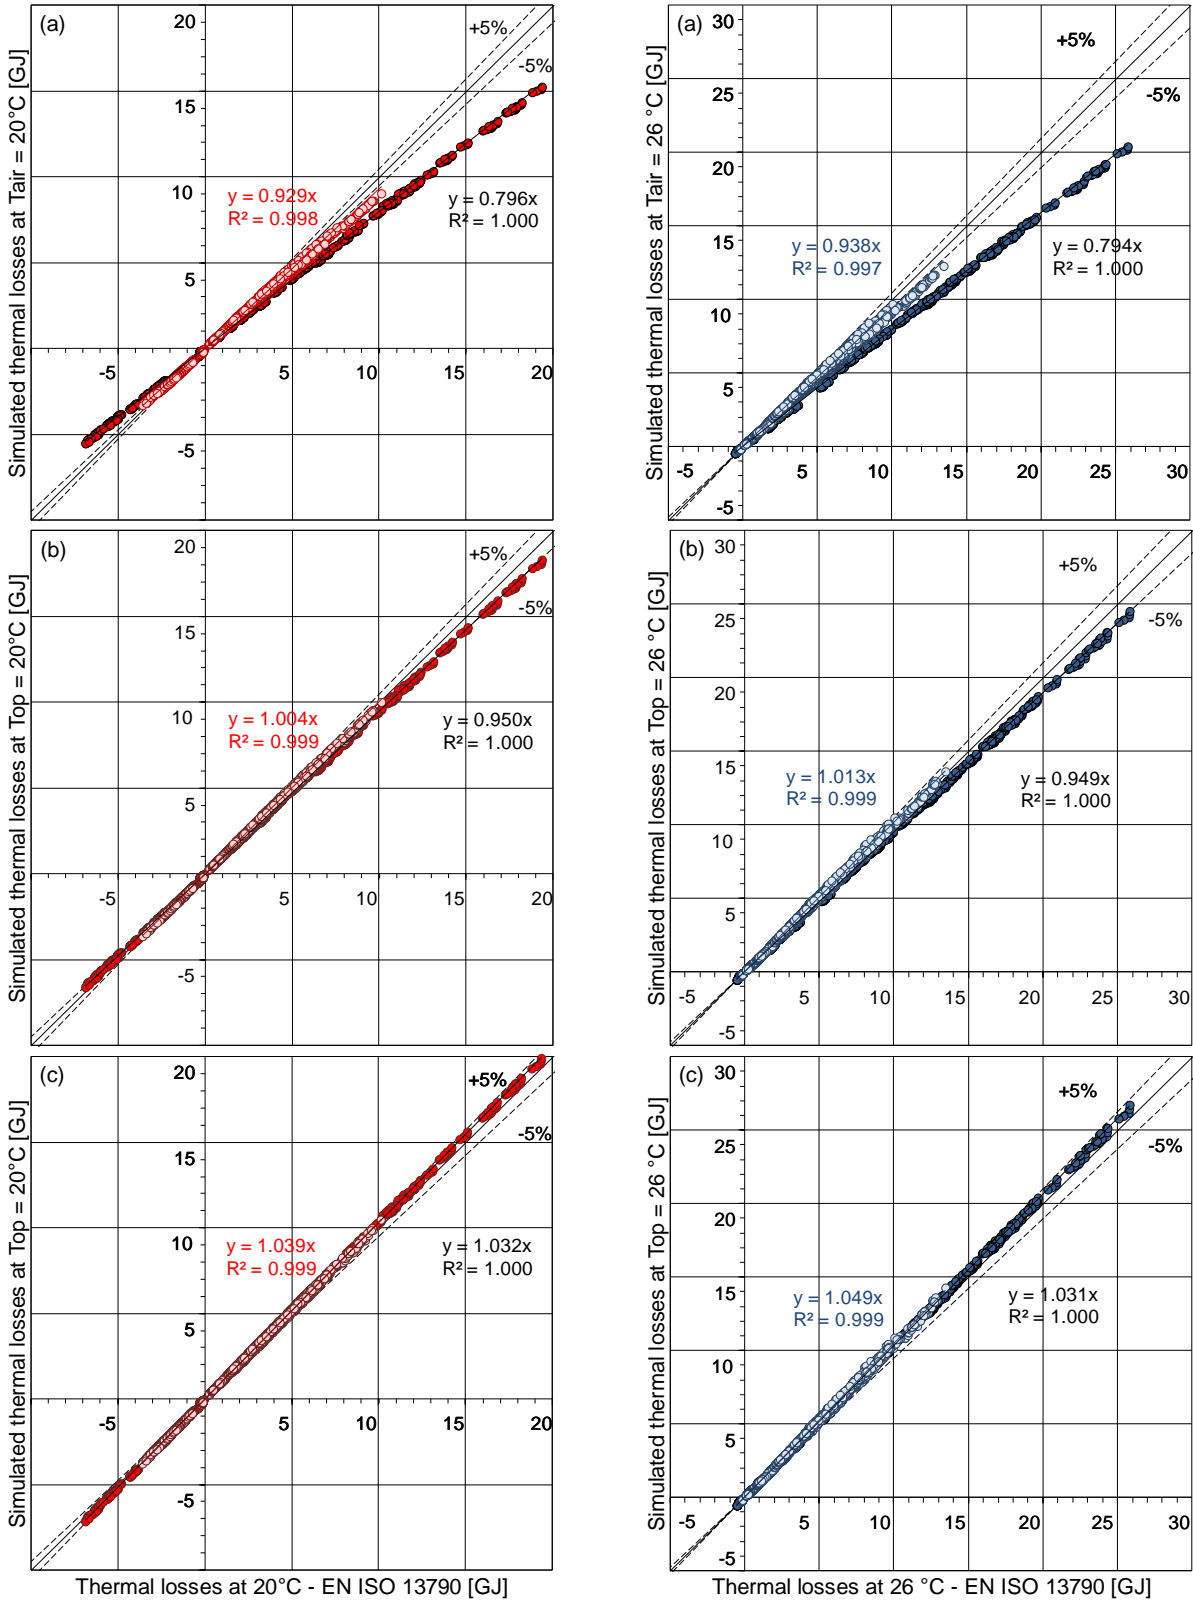 (a)
20
15
10
5
-5
-5
5
10
15
20
+5%
-5%
y = 0.929x
R² = 0.998
y = 0.796x
R² = 1.000
Simulated thermal losses at Tair = 20°C [GJ]
(a)
30
25
20
15
10
5
-5
-5
5
10
15
20
25
30
+5%
-5%
y = 0.938x
R² = 0.997
y = 0.794x
R² = 1.000
Simulated thermal losses at Tair = 26 °C [GJ]
(b)
20
15
10
5
-5
-5
5
10
15
20
+5%
-5%
y = 1.004x
R² = 0.999
y = 0.950x
R² = 1.000
Simulated thermal losses at Top = 20°C [GJ]
(b)
30
25
20
15
10
5
-5
-5
5
10
15
20
25
30
+5%
-5%
y = 1.013x
R² = 0.999
y = 0.949x
R² = 1.000
Simulated thermal losses at Top = 26 °C [GJ]
(c)
20
15
10
5
-5
-5
5
10
15
20
+5%
-5%
y = 1.039x
R² = 0.999
y = 1.032x
R² = 1.000
Simulated thermal losses at Top = 20°C [GJ]
Thermal losses at 20°C - EN ISO 13790 [GJ]
(c)
30
25
20
15
10
5
-5
-5
5
10
15
20
25
30
+5%
-5%
y = 1.049x
R² = 0.999
y = 1.031x
R² = 1.000
Simulated thermal losses at Top = 26 °C [GJ]
Thermal losses at 26 °C - EN ISO 13790 [GJ]